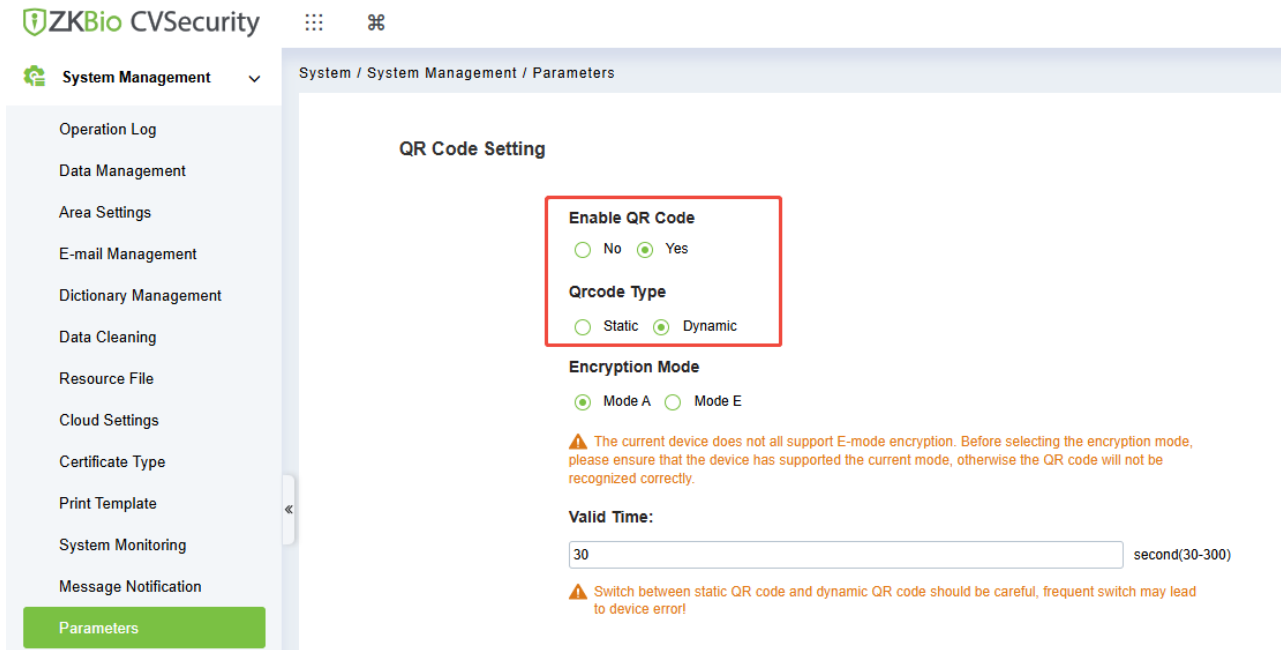 ZKBio CVSecurity
System Management
System / System Management / Parameters
Operation Log
Data Management
Area Settings
E-mail Management
Dictionary Management
Data Cleaning
Resource File
Cloud Settings
Certificate Type
Print Template
System Monitoring
Message Notification
Parameters
QR Code Setting
Enable QR Code
No Yes
Qrcode Type
Static Dynamic
Encryption Mode
Mode A Mode E
The current device does not all support E-mode encryption. Before selecting the encryption mode,
please ensure that the device has supported the current mode, otherwise the QR code will not be
recognized correctly.
Valid Time:
30 second(30-300)
Switch between static QR code and dynamic QR code should be careful, frequent switch may lead
to device error!